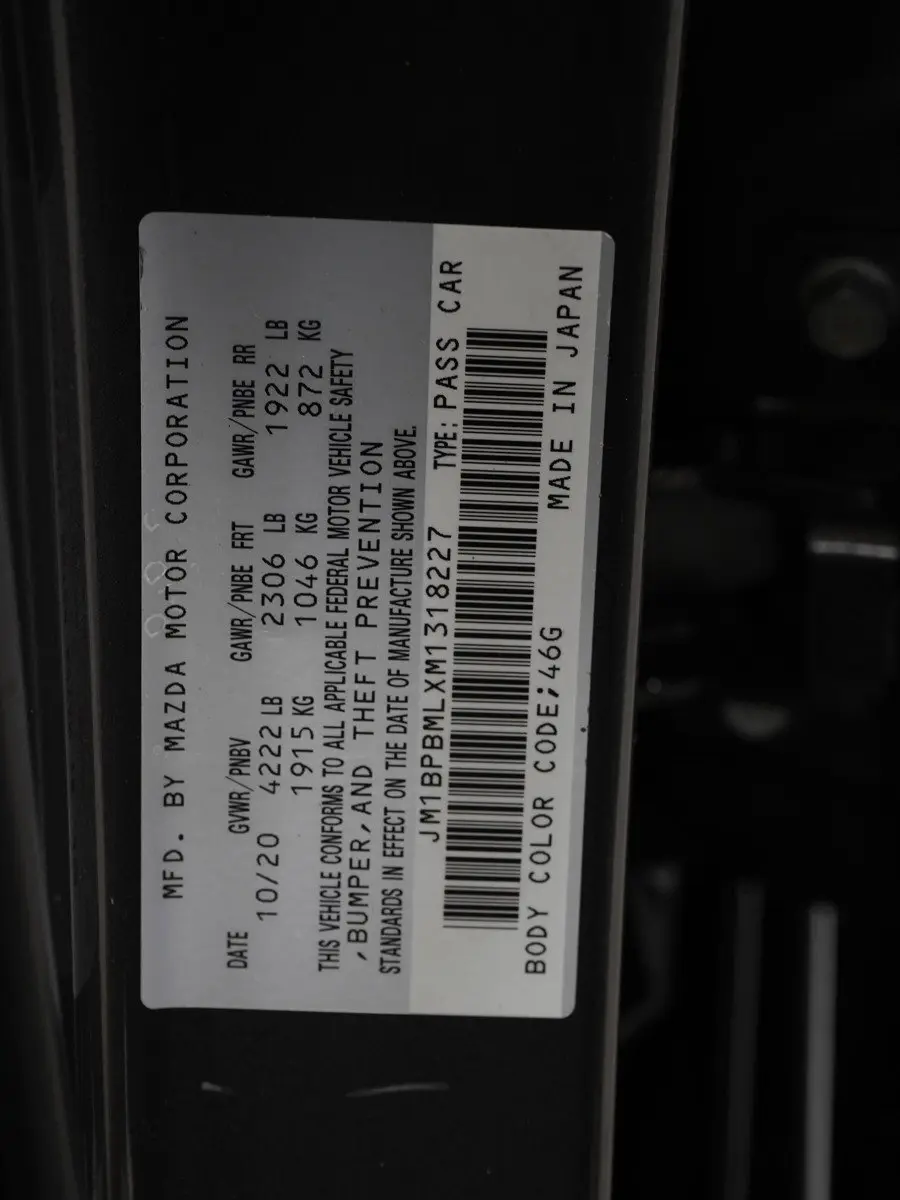 MFD. BY MAZDA MOTOR CORPORATION
DATE GVWR/PNBV GAWR/PNBE FRT GAWR/PNBE RR
10/20 4222 LB 2306 LB 1922 LB
1915 KG 1046 KG 872 KG
THIS VEHICLE CONFORMS TO ALL APPLICABLE FEDERAL MOTOR VEHICLE SAFETY
,BUMPER,AND THEFT PREVENTION
STANDARDS IN EFFECT ON THE DATE OF MANUFACTURE SHOWN ABOVE.
JM1BPBMLXM1318227 TYPE: PASS CAR
BODY COLOR CODE;46G MADE IN JAPAN